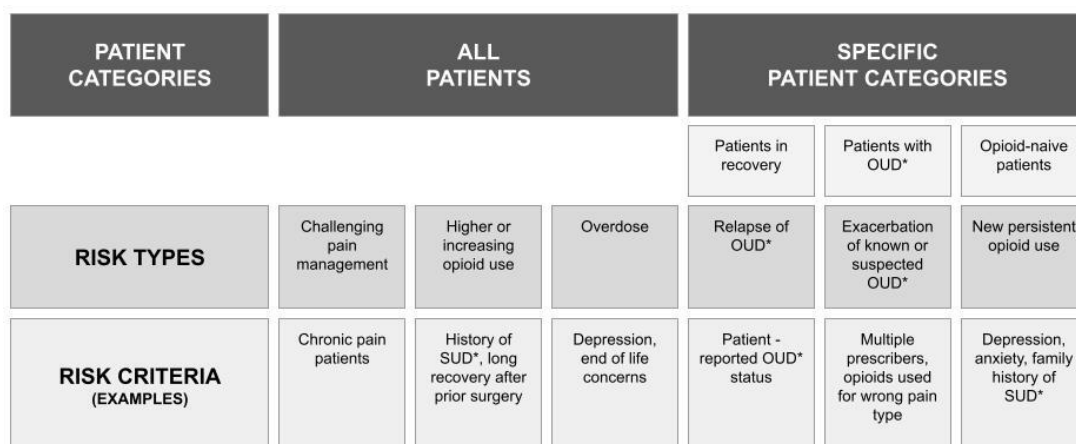 PATIENT
CATEGORIES
ALL
PATIENTS
SPECIFIC
PATIENT CATEGORIES
Patients in
recovery
Patients with
OUD*
Opioid-naive
patients
RISK TYPES
Challenging
pain
management
Higher or
increasing
opioid use
Overdose
Relapse of
OUD*
Exacerbation
of known or
suspected
OUD*
New persistent
opioid use
RISK CRITERIA
(EXAMPLES)
Chronic pain
patients
History of
SUD*, long
recovery after
prior surgery
Depression,
end of life
concerns
Patient -
reported OUD*
status
Multiple
prescribers,
opioids used
for wrong pain
type
Depression,
anxiety, family
history of
SUD*